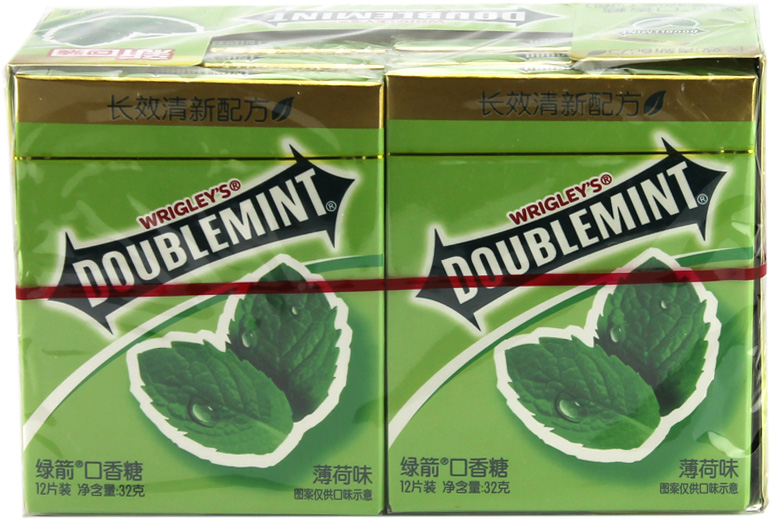 DOUBLEMINT
长效清新配方
长效清新配方
WRIGLEY'S®
DOUBLEMINT®
绿箭®口香糖
12片装 净含量:32克
薄荷味
图案仅供口味示意
WRIGLEY'S®
DOUBLEMINT®
绿箭®口香糖
12片装 净含量:32克
薄荷味
图案仅供口味示意